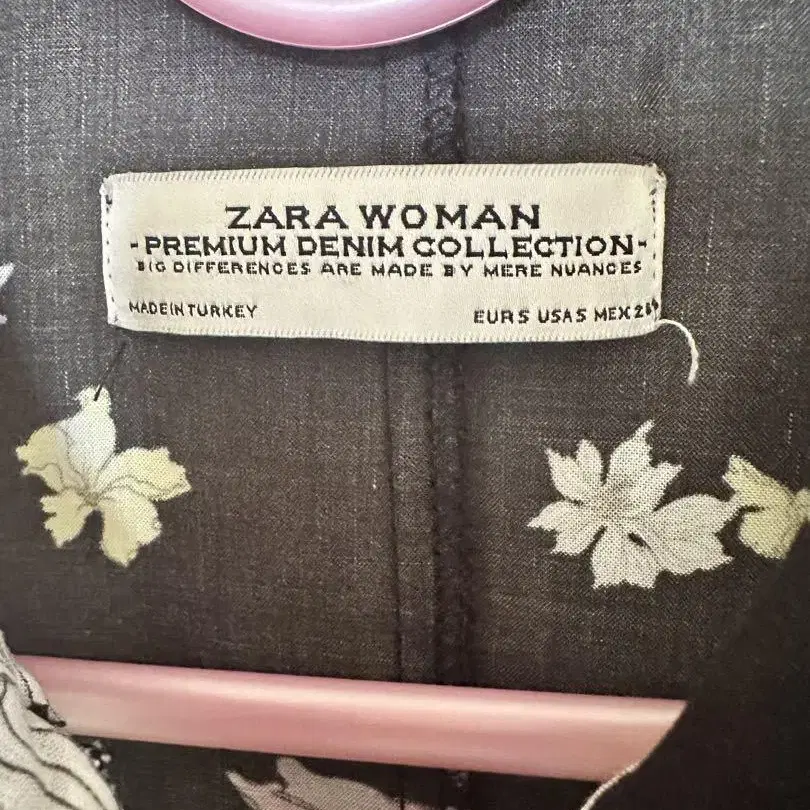 ZARA WOMAN
-PREMIUM DENIM COLLECTION-
BIG DIFFERENCES ARE MADE BY MERE NUANCES
MADE IN TURKEY EUR S USA S MEX 26